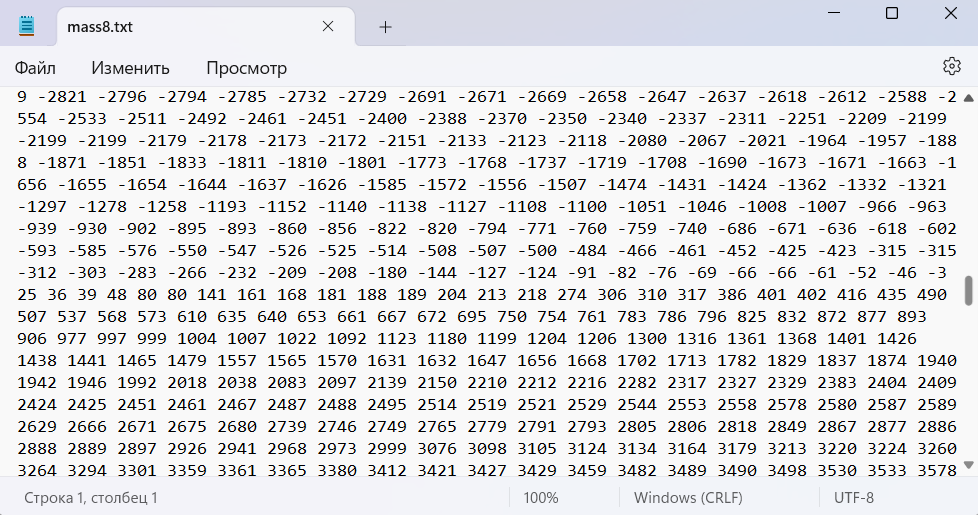 mass8.txt
Файл Изменить Просмотр
9 -2821 -2796 -2794 -2785 -2732 -2729 -2691 -2671 -2669 -2658 -2647 -2637 -2618 -2612 -2588 -2
554 -2533 -2511 -2492 -2461 -2451 -2400 -2388 -2370 -2350 -2340 -2337 -2311 -2251 -2209 -2199
-2199 -2199 -2179 -2178 -2173 -2172 -2151 -2133 -2123 -2118 -2080 -2067 -2021 -1964 -1957 -188
8 -1871 -1851 -1833 -1811 -1810 -1801 -1773 -1768 -1737 -1719 -1708 -1690 -1673 -1671 -1663 -1
656 -1655 -1654 -1644 -1637 -1626 -1585 -1572 -1556 -1507 -1474 -1431 -1424 -1362 -1332 -1321
-1297 -1278 -1258 -1193 -1152 -1140 -1138 -1127 -1108 -1100 -1051 -1046 -1008 -1007 -966 -963
-939 -930 -902 -895 -893 -860 -856 -822 -820 -794 -771 -760 -759 -740 -686 -671 -636 -618 -602
-593 -585 -576 -550 -547 -526 -525 -514 -508 -507 -500 -484 -466 -461 -452 -425 -423 -315 -315
-312 -303 -283 -266 -232 -209 -208 -180 -144 -127 -124 -91 -82 -76 -69 -66 -66 -61 -52 -46 -3
25 36 39 48 80 80 141 161 168 181 188 189 204 213 218 274 306 310 317 386 401 402 416 435 490
507 537 568 573 610 635 640 653 661 667 672 695 750 754 761 783 786 796 825 832 872 877 893
906 977 997 999 1004 1007 1022 1092 1123 1180 1199 1204 1206 1300 1316 1361 1368 1401 1426
1438 1441 1465 1479 1557 1565 1570 1631 1632 1647 1656 1668 1702 1713 1782 1829 1837 1874 1940
1942 1946 1992 2018 2038 2083 2097 2139 2150 2210 2212 2216 2282 2317 2327 2329 2383 2404 2409
2424 2425 2451 2461 2467 2487 2488 2495 2514 2519 2521 2529 2544 2553 2558 2578 2580 2587 2589
2629 2666 2671 2675 2680 2739 2746 2749 2765 2779 2791 2793 2805 2806 2818 2849 2867 2877 2886
2888 2889 2897 2926 2941 2968 2973 2999 3076 3098 3105 3124 3134 3164 3179 3213 3220 3224 3260
3264 3294 3301 3359 3361 3365 3380 3412 3421 3427 3429 3459 3482 3489 3490 3498 3530 3533 3578
Строка 1, столбец 1 100% Windows (CRLF) UTF-8